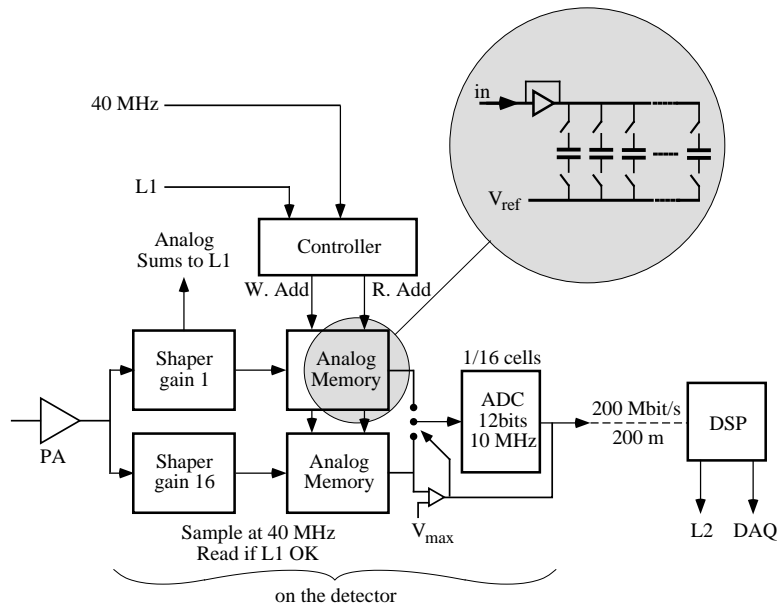 in
V_ref
40 MHz
L1
Controller
Analog
Sums to L1
W. Add
R. Add
Shaper
gain 1
Analog
Memory
1/16 cells
ADC
12bits
10 MHz
200 Mbit/s
200 m
DSP
PA
Shaper
gain 16
Analog
Memory
V_max
L2
DAQ
Sample at 40 MHz
Read if L1 OK
on the detector